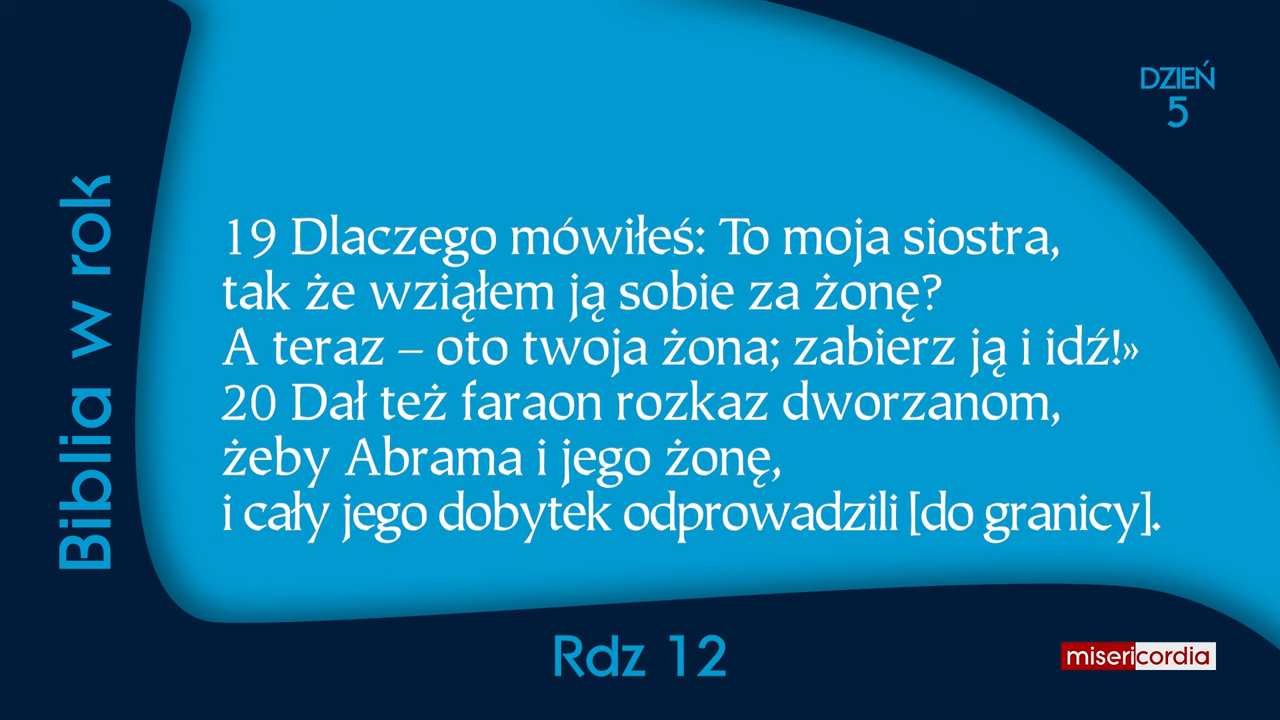 DZIEŃ
5
Biblia w rok
19 Dlaczego mówiłeś: To moja siostra,
tak że wziąłem ją sobie za żonę?
A teraz – oto twoja żona; zabierz ją i idź!»
20 Dał też faraon rozkaz dworzanom,
żeby Abrama i jego żonę,
i cały jego dobytek odprowadzili [do granicy].
Rdz 12
misericordia